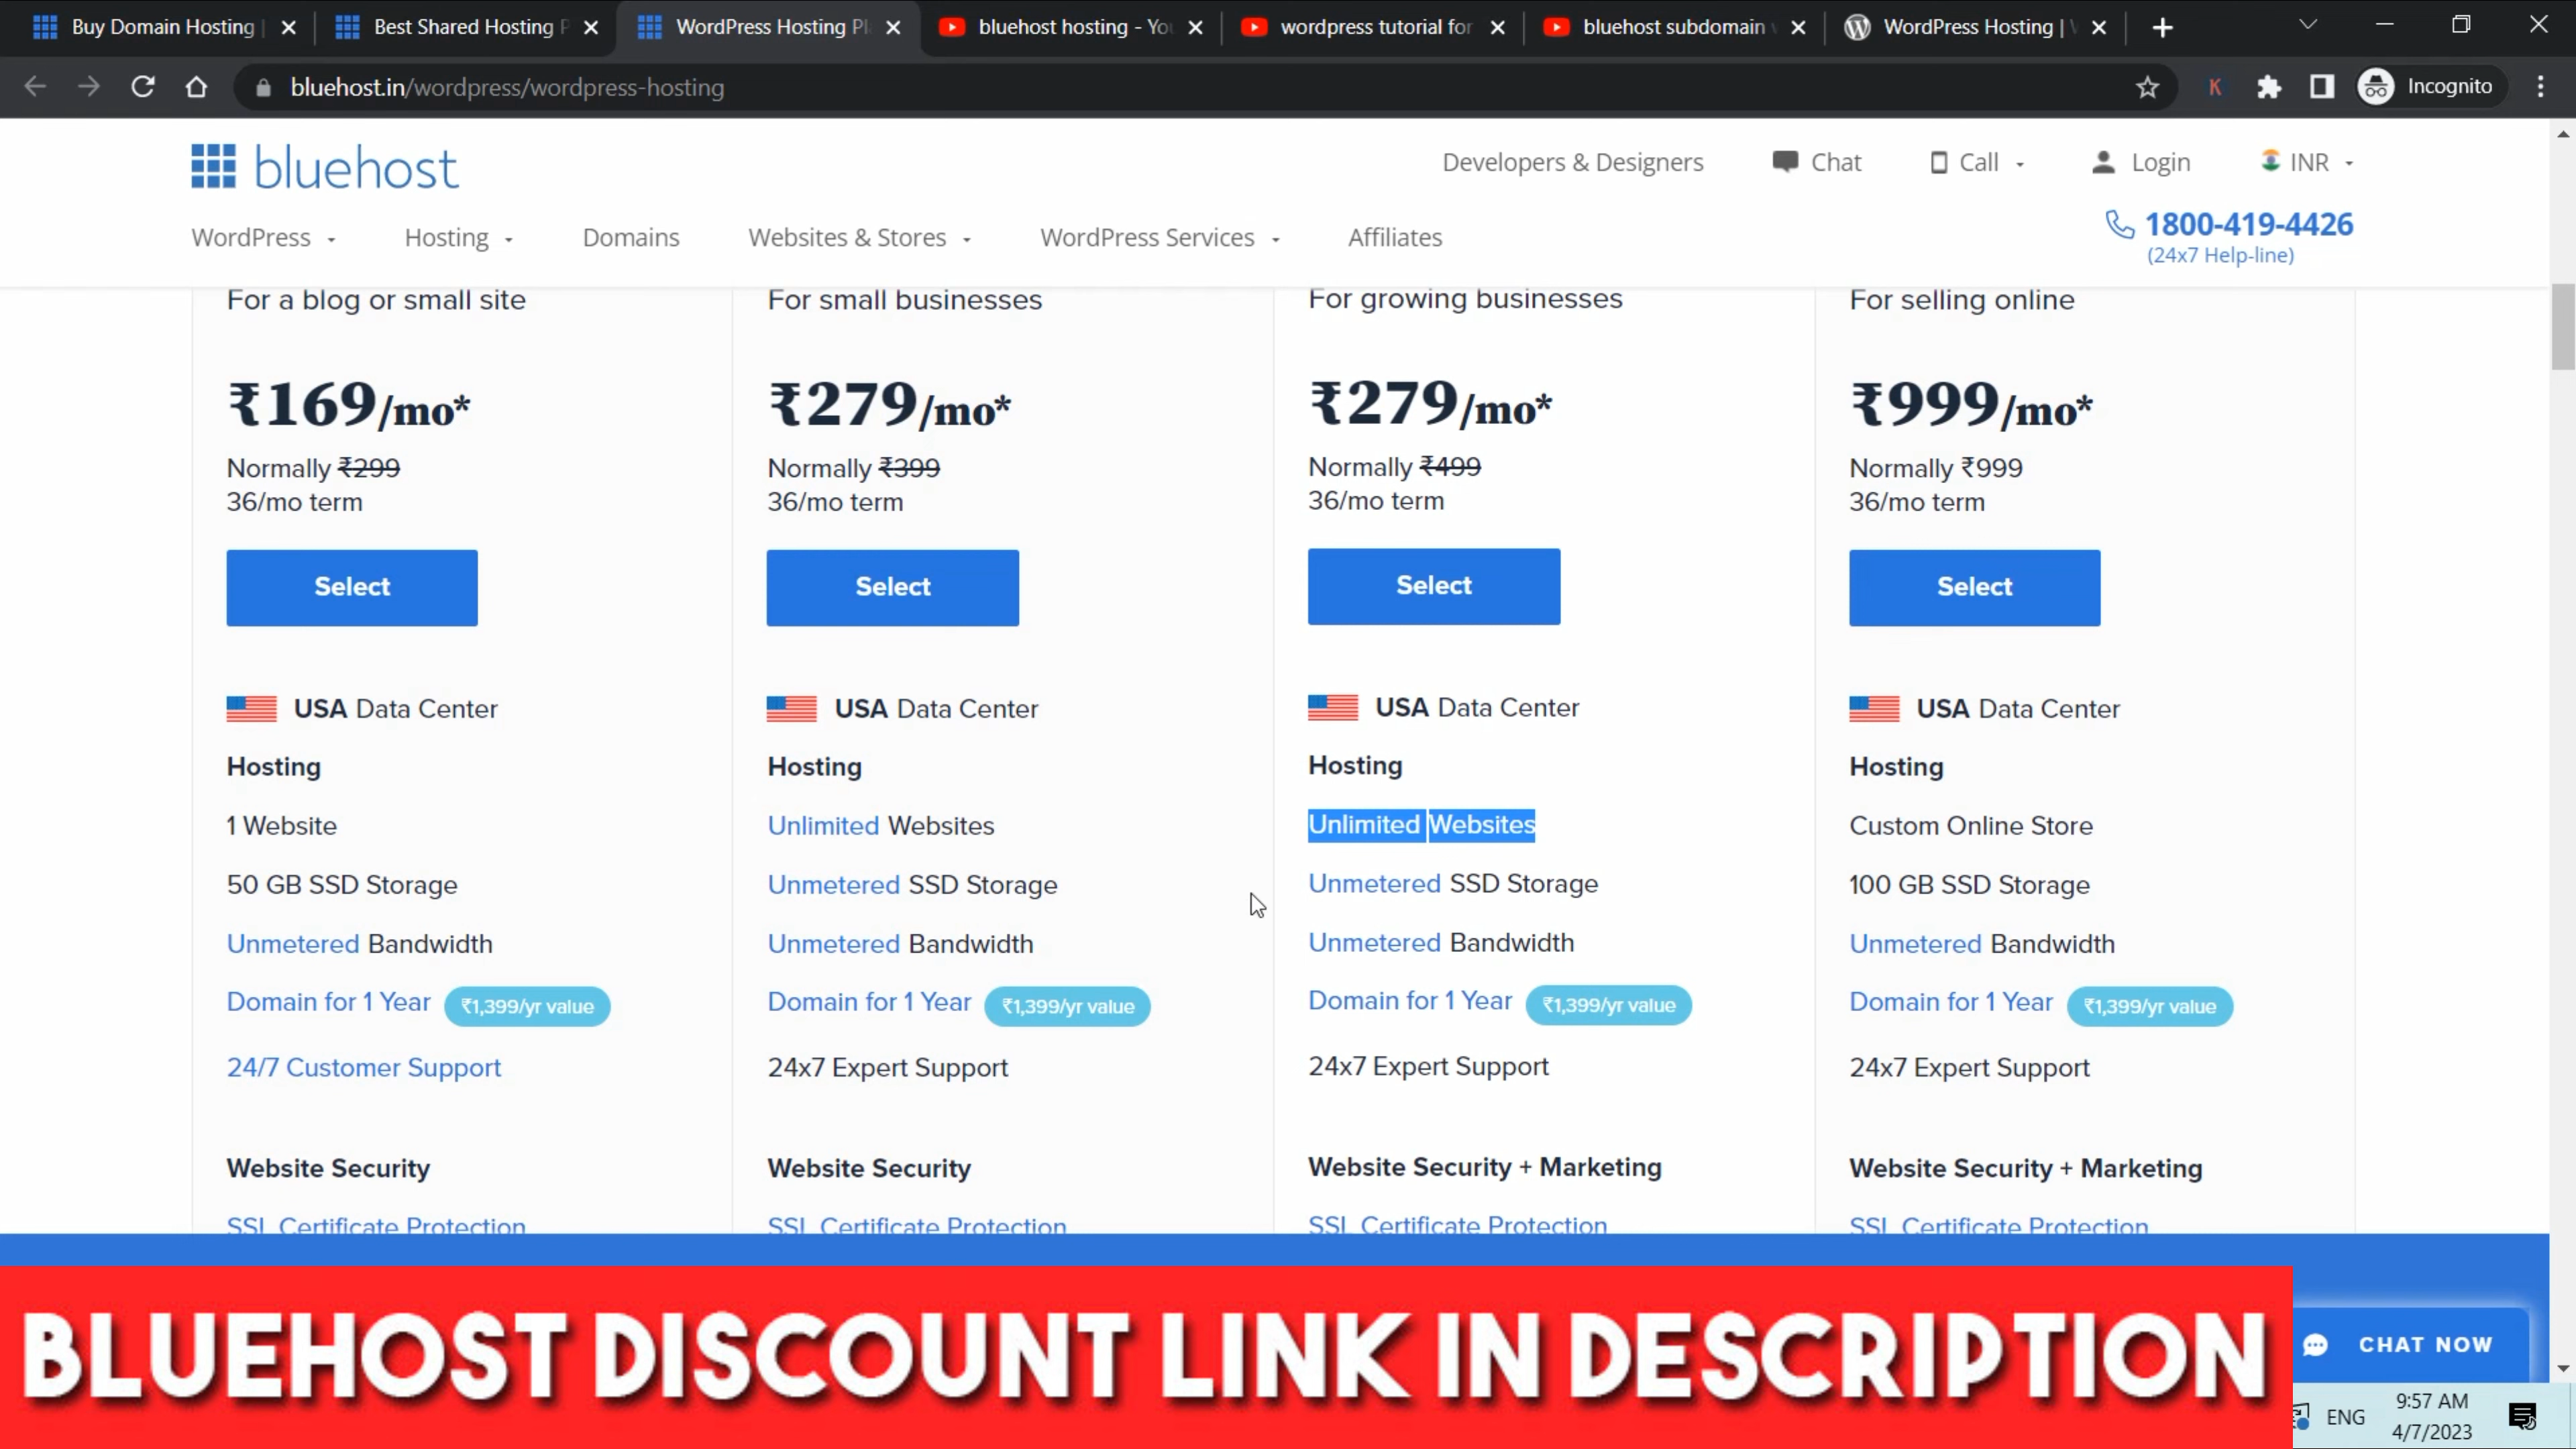 Buy Domain Hosting |
Best Shared Hosting P
WordPress Hosting Pl
bluehost hosting - You
wordpress tutorial for
bluehost subdomain
WordPress Hosting |
bluehost.in/wordpress/wordpress-hosting
K
Incognito
bluehost
Developers & Designers
Chat
Call
Login
INR
WordPress
Hosting
Domains
Websites & Stores
WordPress Services
Affiliates
1800-419-4426
(24x7 Help-line)
For a blog or small site
₹169/mo*
Normally ₹299
36/mo term
Select
USA Data Center
Hosting
1 Website
50 GB SSD Storage
Unmetered Bandwidth
Domain for 1 Year ₹1,399/yr value
24/7 Customer Support
Website Security
SSL Certificate Protection
For small businesses
₹279/mo*
Normally ₹399
36/mo term
Select
USA Data Center
Hosting
Unlimited Websites
Unmetered SSD Storage
Unmetered Bandwidth
Domain for 1 Year ₹1,399/yr value
24x7 Expert Support
Website Security
SSL Certificate Protection
For growing businesses
₹279/mo*
Normally ₹499
36/mo term
Select
USA Data Center
Hosting
Unlimited Websites
Unmetered SSD Storage
Unmetered Bandwidth
Domain for 1 Year ₹1,399/yr value
24x7 Expert Support
Website Security + Marketing
SSL Certificate Protection
For selling online
₹999/mo*
Normally ₹999
36/mo term
Select
USA Data Center
Hosting
Custom Online Store
100 GB SSD Storage
Unmetered Bandwidth
Domain for 1 Year ₹1,399/yr value
24x7 Expert Support
Website Security + Marketing
SSL Certificate Protection
BLUEHOST DISCOUNT LINK IN DESCRIPTION
CHAT NOW
ENG
9:57 AM
4/7/2023